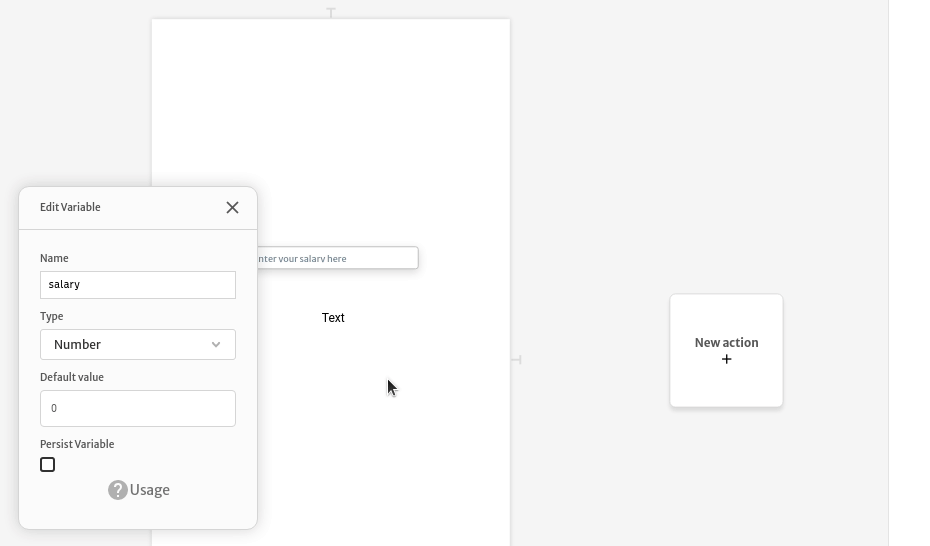 Edit Variable
Name
salary
Type
Number
Default value
0
Persist Variable
Usage
nter your salary here
Text
New action
+